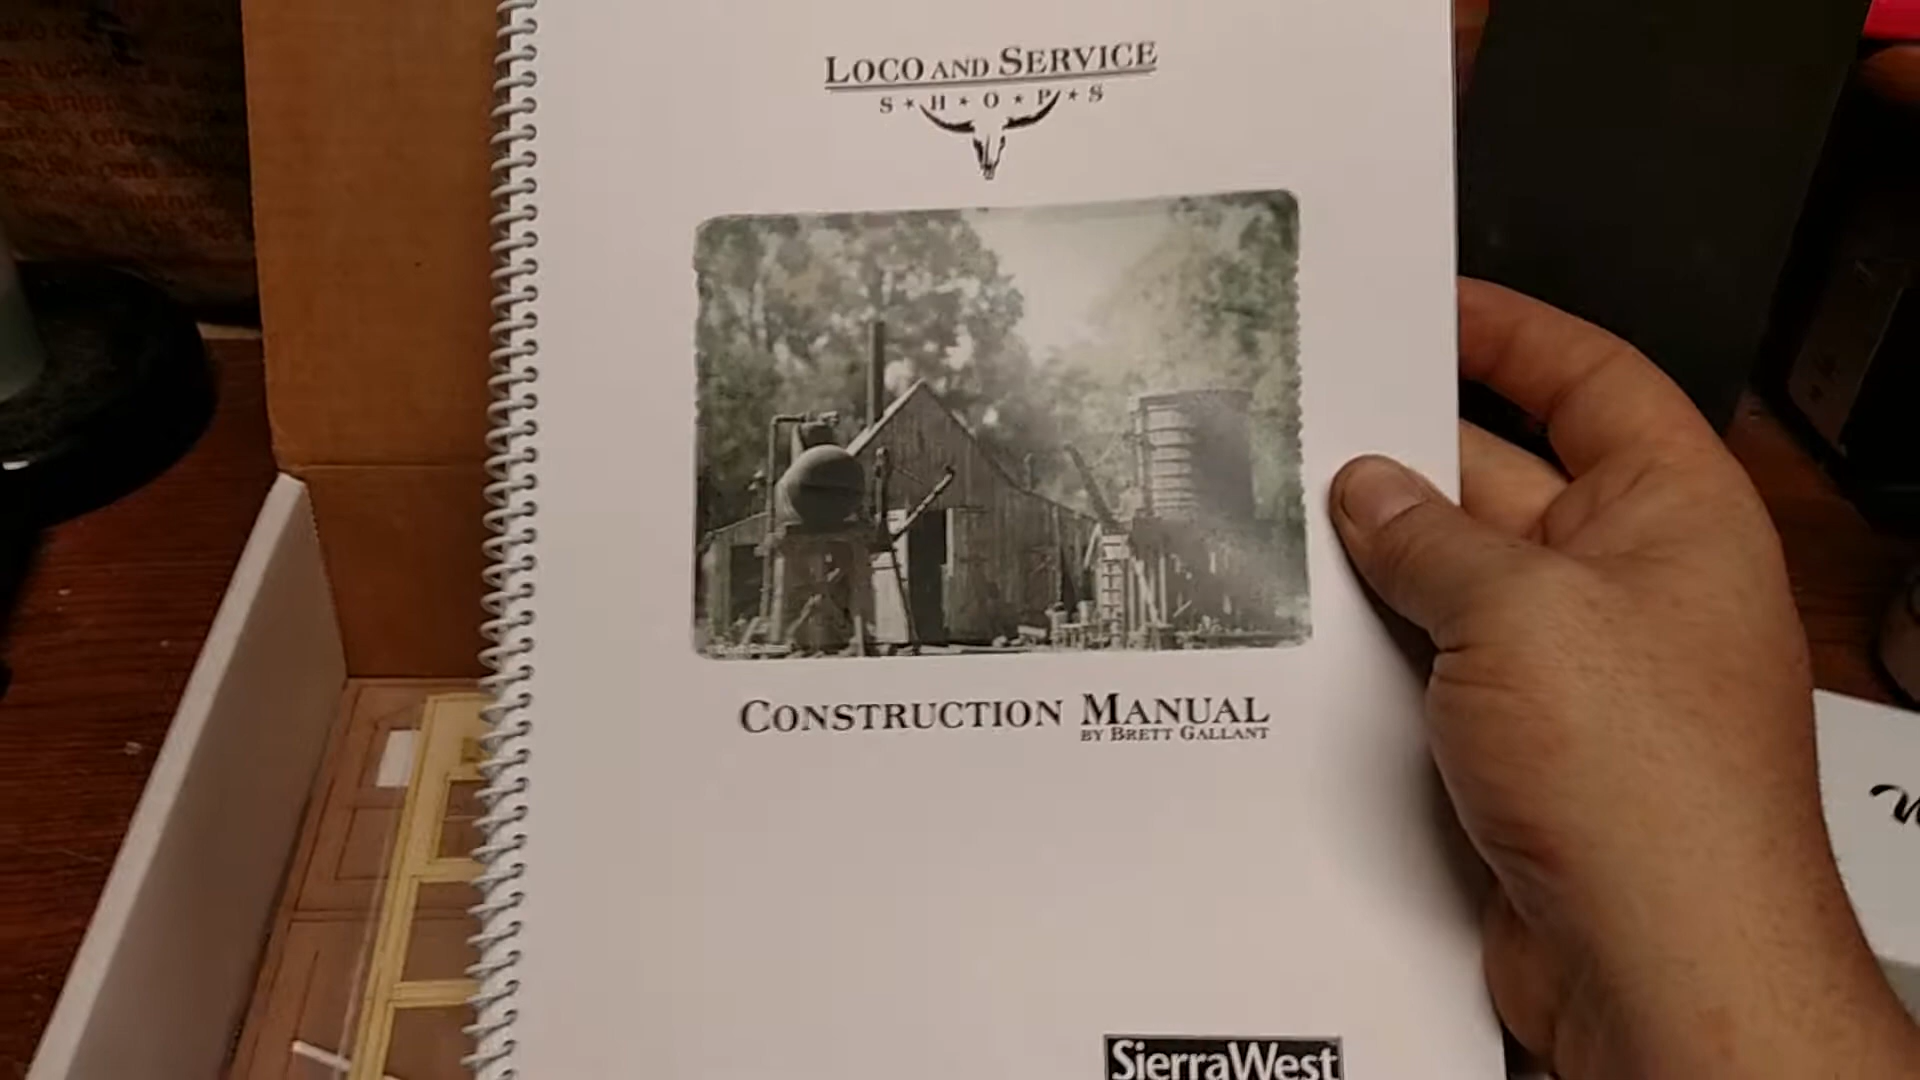 LOCO AND SERVICE
S * H * O * P * S
CONSTRUCTION MANUAL
BY BRETT GALLANT
SierraWest